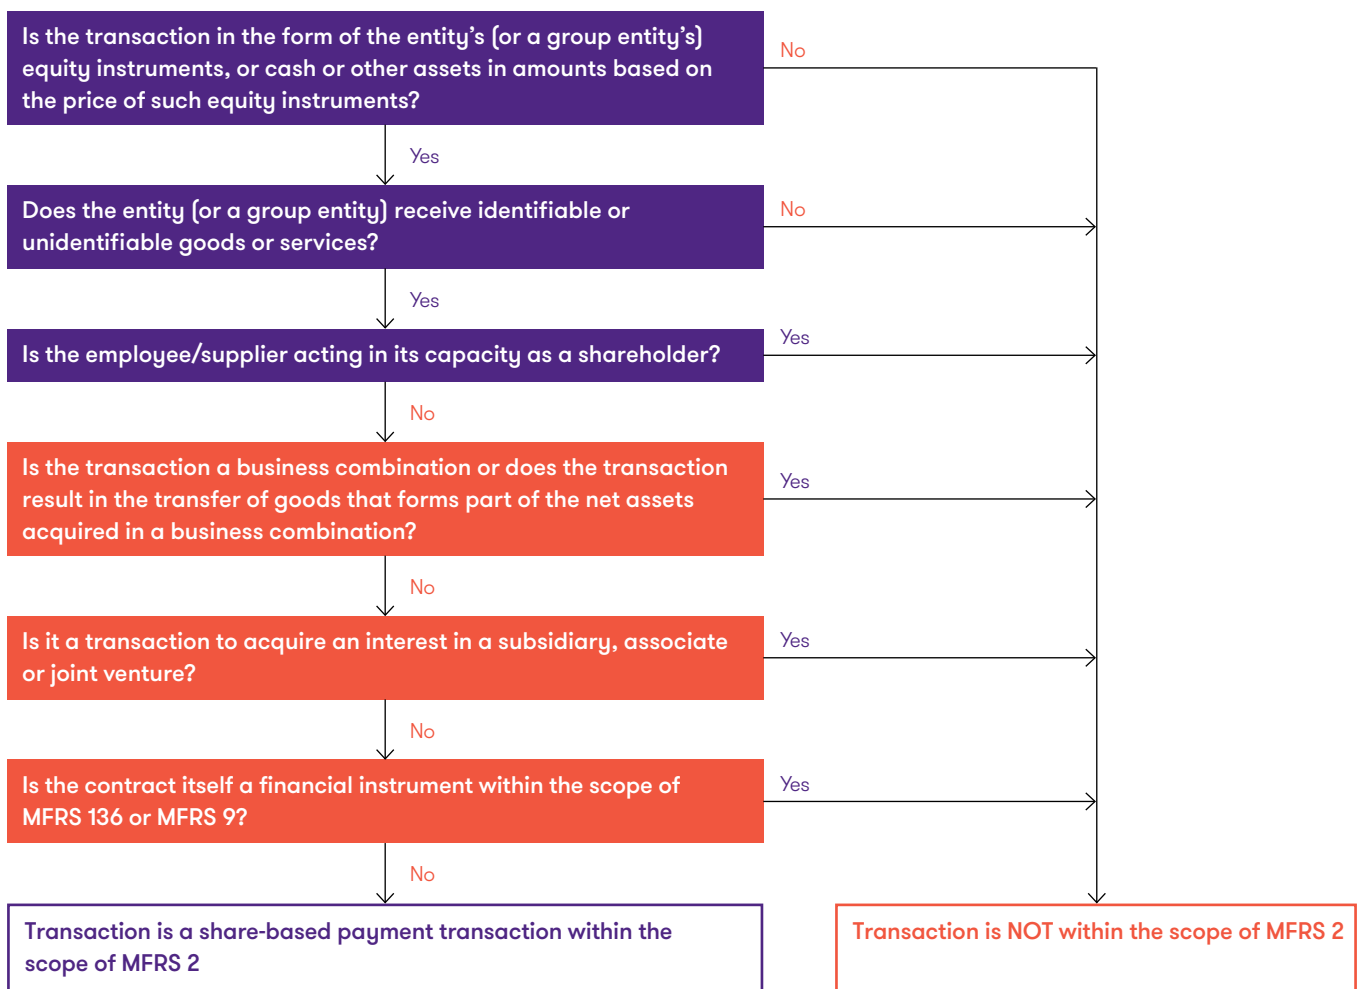 Is the transaction in the form of the entity's (or a group entity's)
equity instruments, or cash or other assets in amounts based on
the price of such equity instruments?
No
Yes
Does the entity (or a group entity) receive identifiable or
unidentifiable goods or services?
No
Yes
Is the employee/supplier acting in its capacity as a shareholder?
Yes
No
Is the transaction a business combination or does the transaction
result in the transfer of goods that forms part of the net assets
acquired in a business combination?
Yes
No
Is it a transaction to acquire an interest in a subsidiary, associate
or joint venture?
Yes
No
Is the contract itself a financial instrument within the scope of
MFRS 136 or MFRS 9?
Yes
No
Transaction is a share-based payment transaction within the
scope of MFRS 2
Transaction is NOT within the scope of MFRS 2